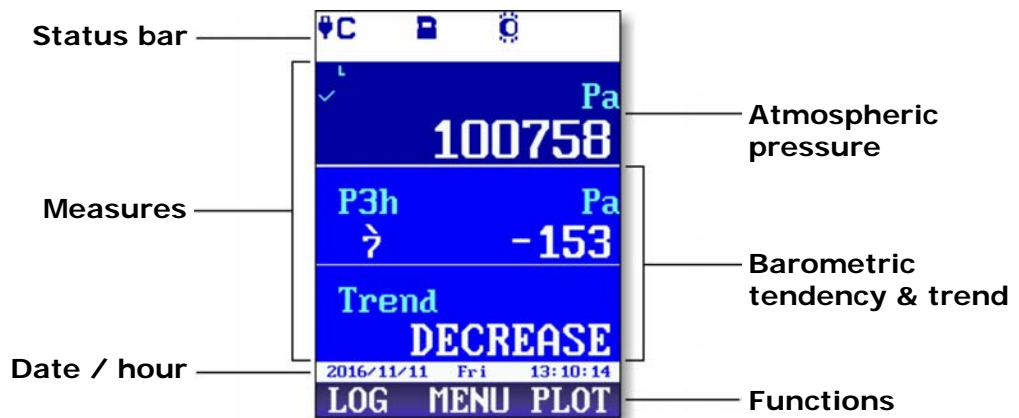 Status bar
C
L
Pa
100758
Atmospheric
pressure
Measures
P3h Pa
7 -153
Barometric
tendency & trend
Trend
DECREASE
Date / hour
2016/11/11 Fri 13:10:14
LOG MENU PLOT
Functions